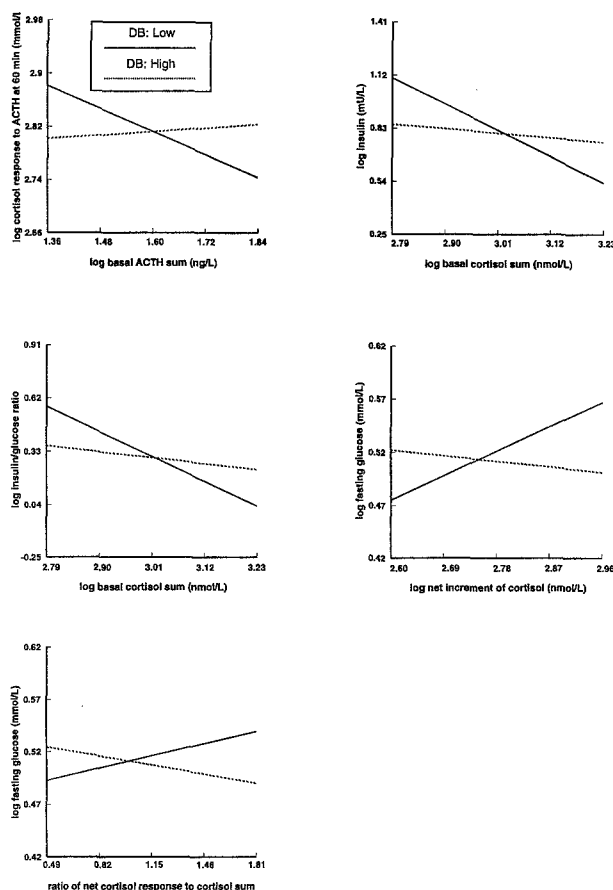 log cortisol response to ACTH at 60 min (mmol/l
2.98
2.9
2.82
2.74
2.66
1.36 1.48 1.60 1.72 1.84
log basal ACTH sum (ng/L)
DB: Low
DB: High
log insulin (mU/L)
1.41
1.12
0.83
0.54
0.25
2.79 2.90 3.01 3.12 3.23
log basal cortisol sum (nmol/L)
log insulin/glucose ratio
0.91
0.62
0.33
0.04
-0.25
2.79 2.90 3.01 3.12 3.23
log basal cortisol sum (nmol/L)
log fasting glucose (mmol/L)
0.62
0.57
0.52
0.47
0.42
2.60 2.69 2.78 2.87 2.96
log net increment of cortisol (nmol/L)
log fasting glucose (mmol/L)
0.62
0.57
0.52
0.47
0.42
0.49 0.82 1.15 1.48 1.81
ratio of net cortisol response to cortisol sum